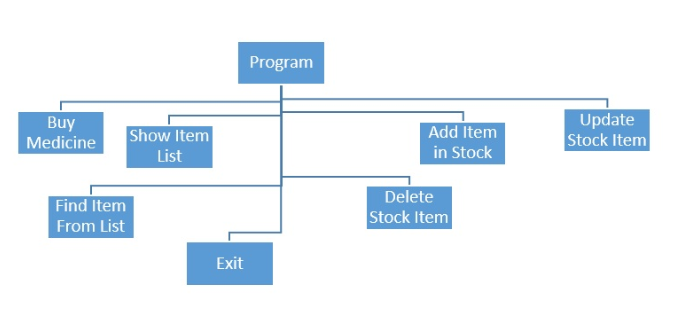 Program
Buy
Medicine
Show Item
List
Add Item
in Stock
Update
Stock Item
Find Item
From List
Delete
Stock Item
Exit